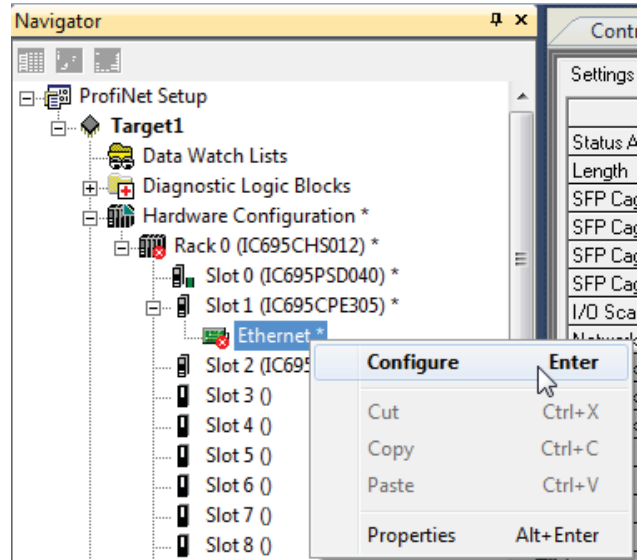 Navigator
Settings
ProfiNet Setup
Target1
Status A
Data Watch Lists
Length
Diagnostic Logic Blocks
SFP Cag
Hardware Configuration *
SFP Cag
Rack 0 (IC695CHS012) *
SFP Cag
Slot 0 (IC695PSD040) *
SFP Cag
Slot 1 (IC695CPE305) *
I/O Sca
Ethernet *
Slot 2 (IC695
Configure Enter
Slot 3 ()
Cut Ctrl+X
Slot 4 ()
Copy Ctrl+C
Slot 5 ()
Paste Ctrl+V
Slot 6 ()
Slot 7 ()
Properties Alt+Enter
Slot 8 ()